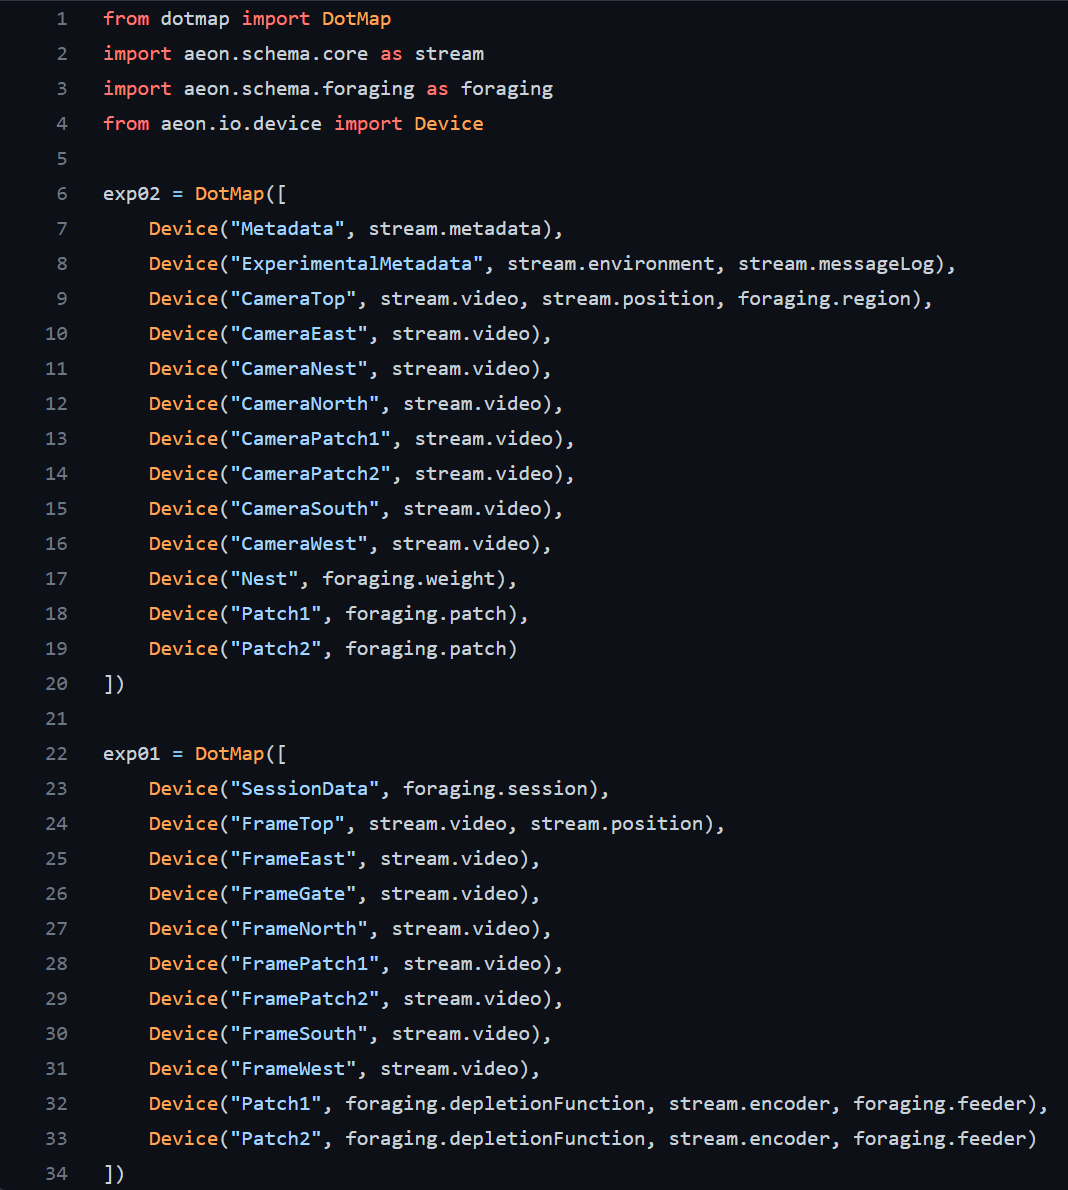 1 from dotmap import DotMap
2 import aeon.schema.core as stream
3 import aeon.schema.foraging as foraging
4 from aeon.io.device import Device
5
6 exp02 = DotMap([
7     Device("Metadata", stream.metadata),
8     Device("ExperimentalMetadata", stream.environment, stream.messageLog),
9     Device("CameraTop", stream.video, stream.position, foraging.region),
10     Device("CameraEast", stream.video),
11     Device("CameraNest", stream.video),
12     Device("CameraNorth", stream.video),
13     Device("CameraPatch1", stream.video),
14     Device("CameraPatch2", stream.video),
15     Device("CameraSouth", stream.video),
16     Device("CameraWest", stream.video),
17     Device("Nest", foraging.weight),
18     Device("Patch1", foraging.patch),
19     Device("Patch2", foraging.patch)
20 ])
21
22 exp01 = DotMap([
23     Device("SessionData", foraging.session),
24     Device("FrameTop", stream.video, stream.position),
25     Device("FrameEast", stream.video),
26     Device("FrameGate", stream.video),
27     Device("FrameNorth", stream.video),
28     Device("FramePatch1", stream.video),
29     Device("FramePatch2", stream.video),
30     Device("FrameSouth", stream.video),
31     Device("FrameWest", stream.video),
32     Device("Patch1", foraging.depletionFunction, stream.encoder, foraging.feeder),
33     Device("Patch2", foraging.depletionFunction, stream.encoder, foraging.feeder)
34 ])